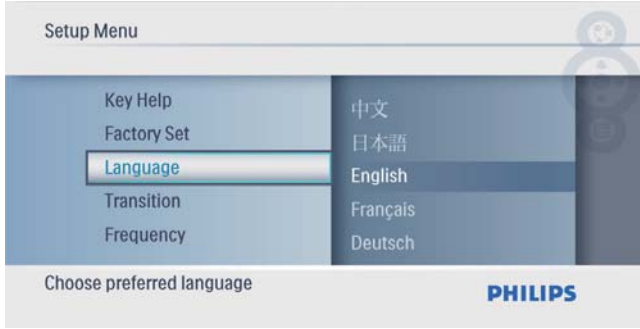 Setup Menu
Key Help
Factory Set
Language
Transition
Frequency
中文
日本語
English
Français
Deutsch
Choose preferred language
PHILIPS